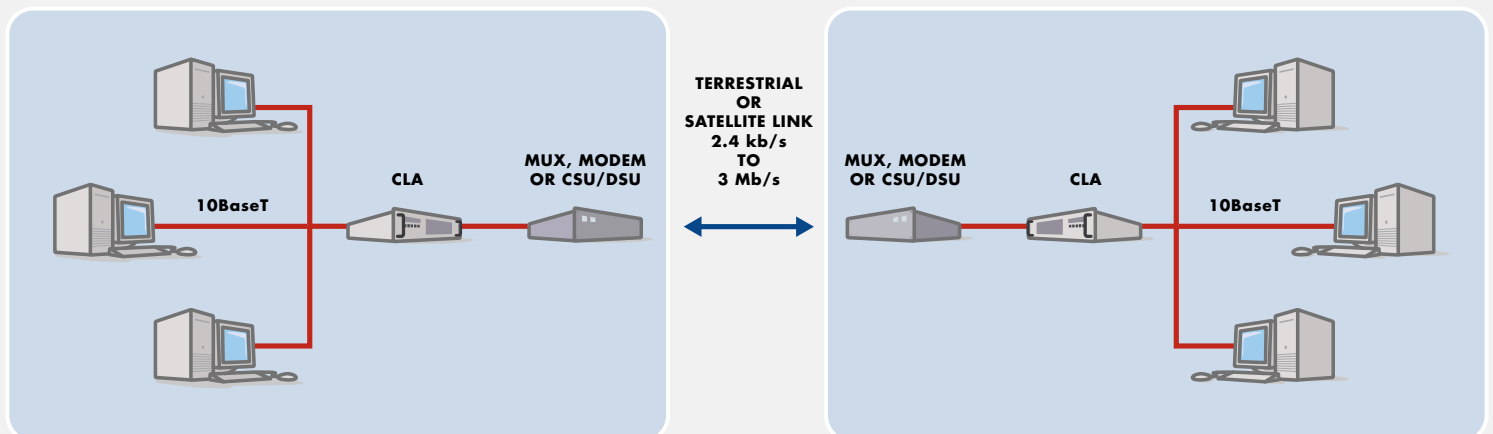 10BaseT
CLA
MUX, MODEM
OR CSU/DSU
TERRESTRIAL
OR
SATELLITE LINK
2.4 kb/s
TO
3 Mb/s
MUX, MODEM
OR CSU/DSU
CLA
10BaseT